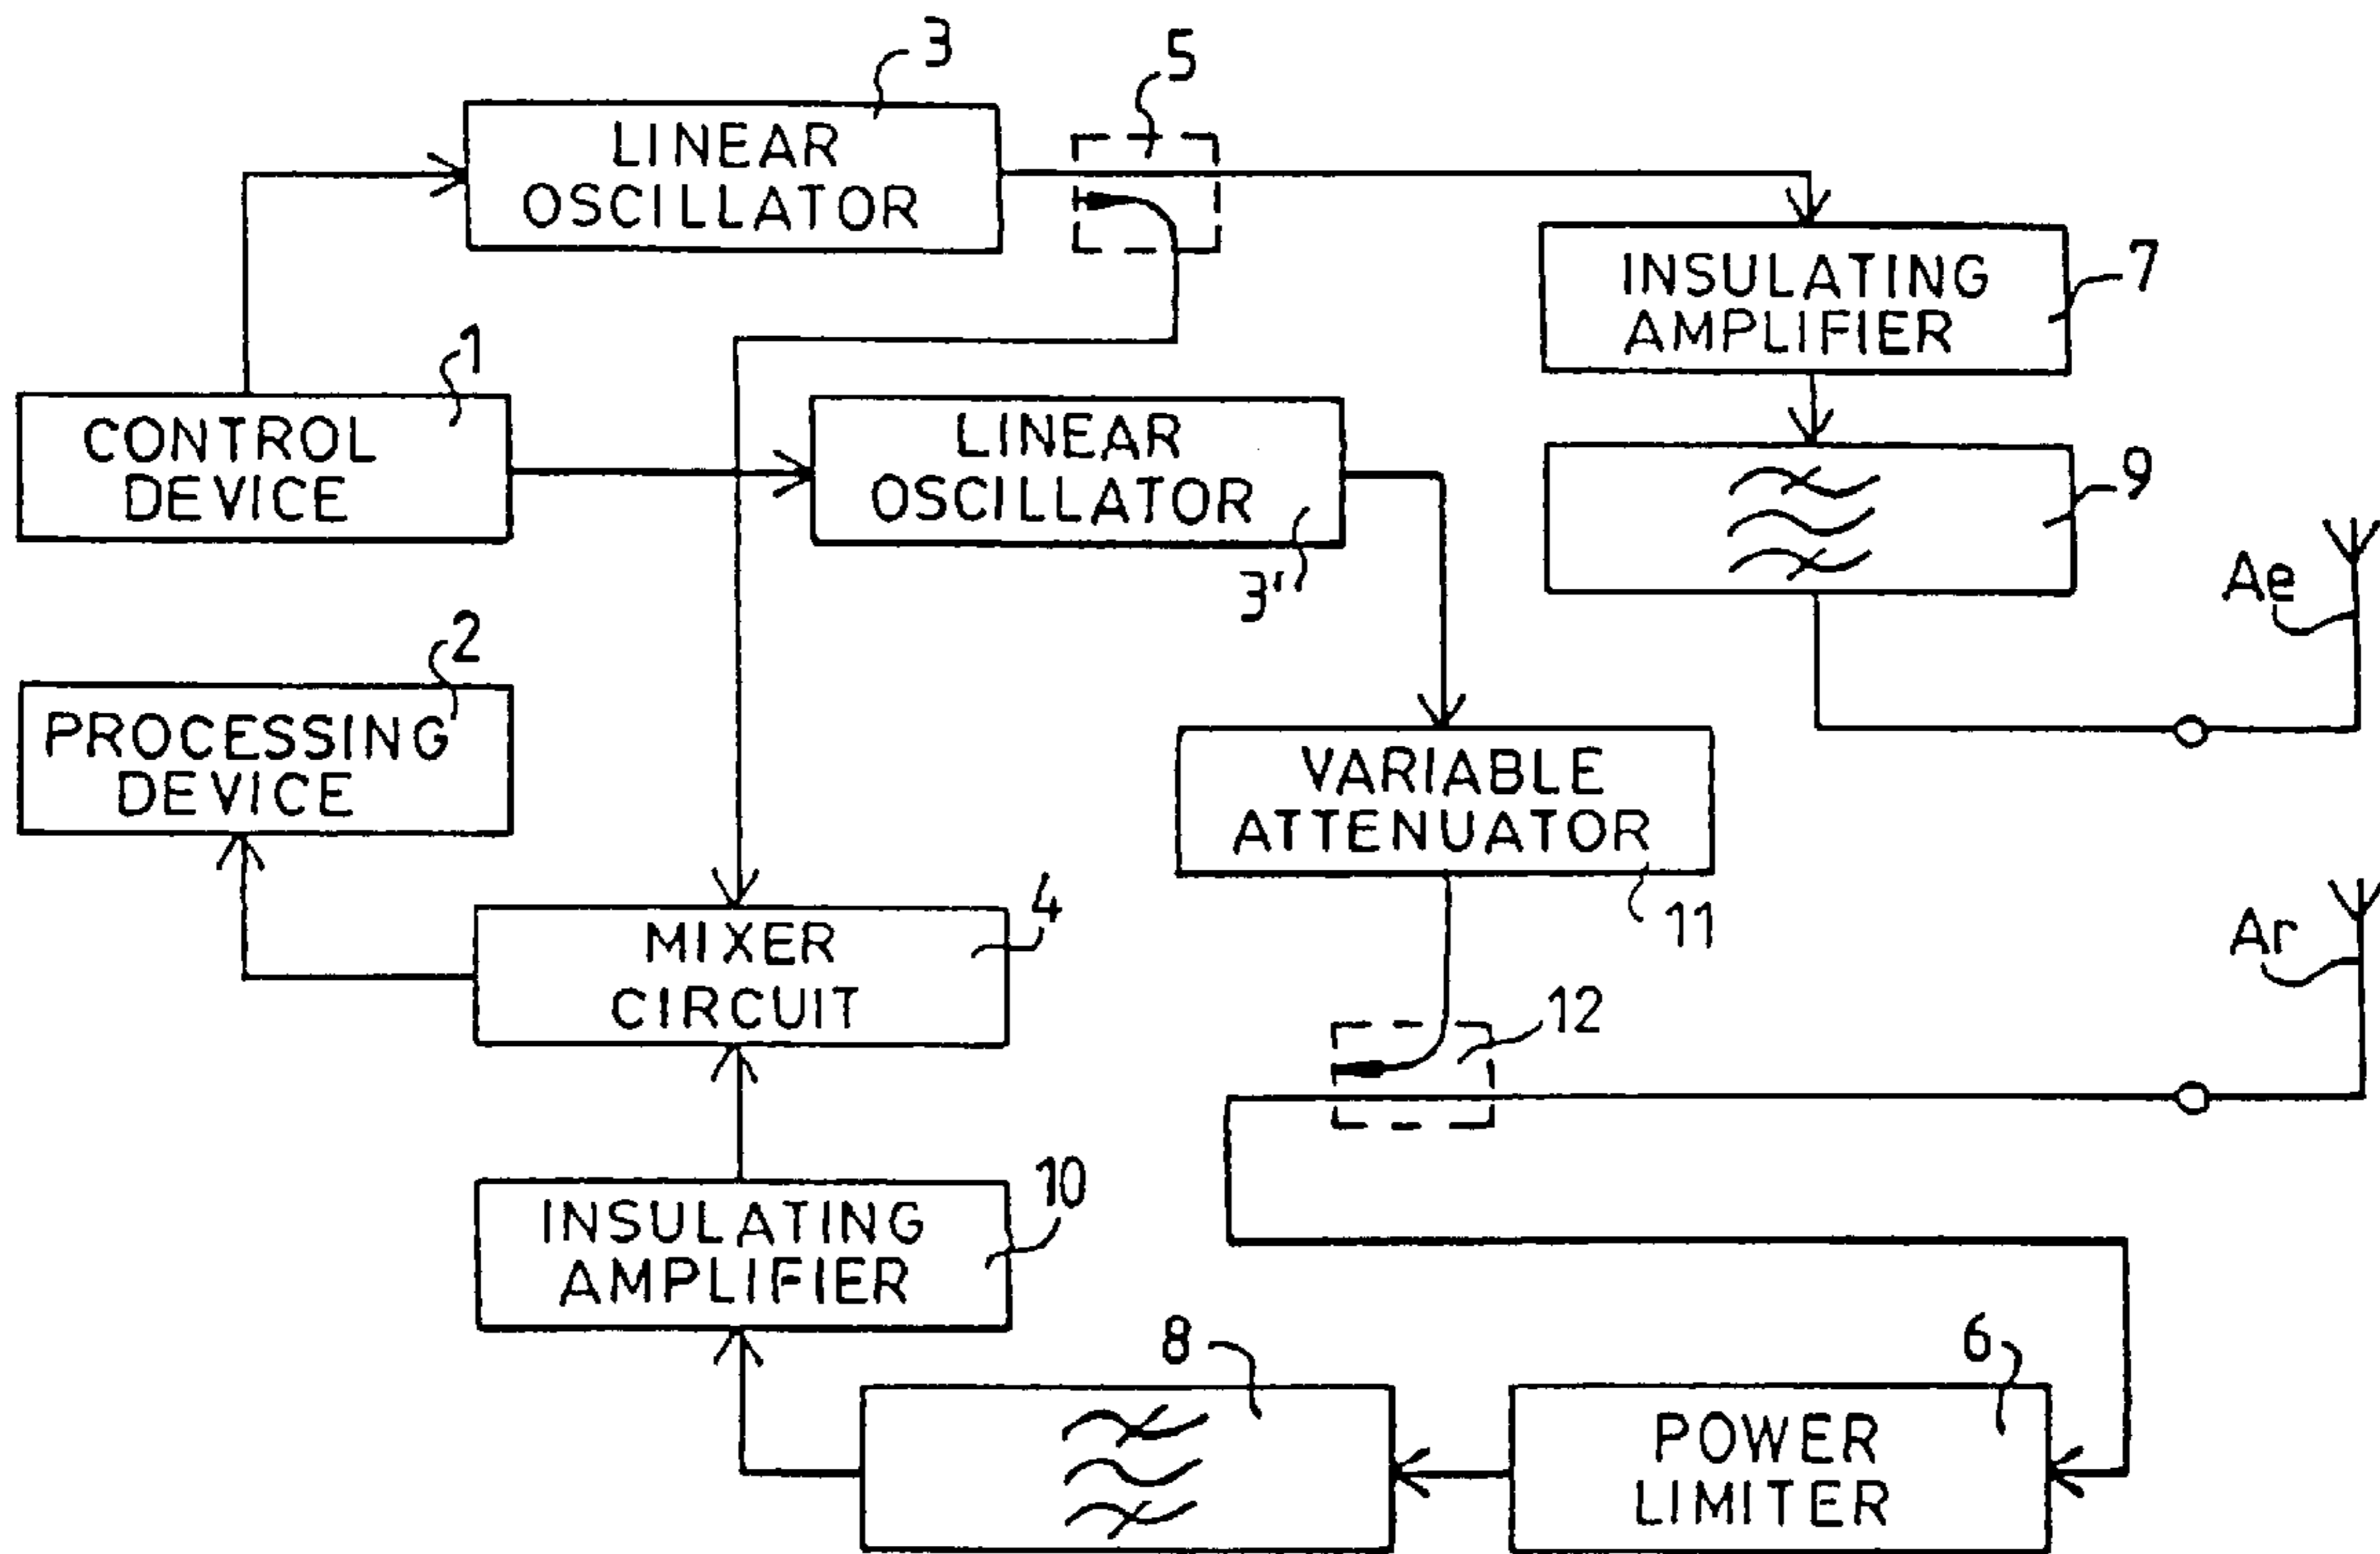 3
5
LINEAR
OSCILLATOR
INSULATING
AMPLIFIER
7
1
CONTROL
DEVICE
LINEAR
OSCILLATOR
3'
9
Ae
2
PROCESSING
DEVICE
VARIABLE
ATTENUATOR
11
Ar
MIXER
CIRCUIT
4
12
INSULATING
AMPLIFIER
10
8
6
POWER
LIMITER